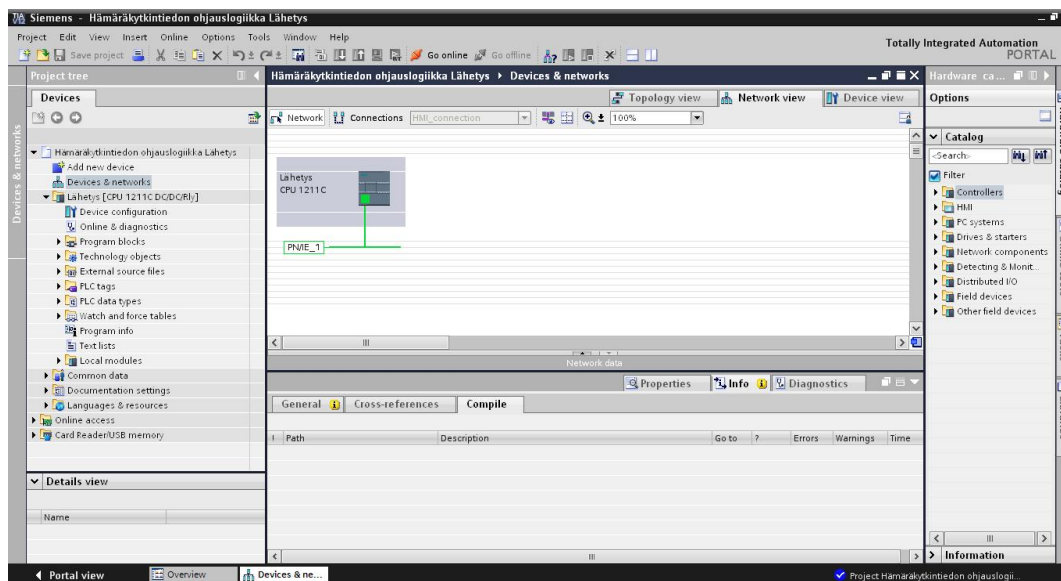 Siemens - Hämäräkytkintiedon ohjauslogiikka Lähetys
Project Edit View Insert Online Options Tools Window Help
Save project
Go online
Go offline
Totally Integrated Automation
PORTAL
Project tree
Devices
Devices & networks
Hämäräkytkintiedon ohjauslogiikka Lähetys
Add new device
Devices & networks
Lähetys [CPU 1211C DC/DC/Rly]
Device configuration
Online & diagnostics
Program blocks
Technology objects
External source files
PLC tags
PLC data types
Watch and force tables
Program info
Text lists
Local modules
Common data
Documentation settings
Languages & resources
Online access
Card Reader/USB memory
Details view
Name
Hämäräkytkintiedon ohjauslogiikka Lähetys Devices & networks
Topology view
Network view
Device view
Network
Connections
HMI_connection
100%
Lähetys
CPU 1211C
PN/IE_1
Network data
Properties
Info
Diagnostics
General
Cross-references
Compile
! Path Description Go to ? Errors Warnings Time
Hardware ca...
Options
Catalog
<Search>
Filter
Controllers
HMI
PC systems
Drives & starters
Network components
Detecting & Monit...
Distributed I/O
Field devices
Other field devices
Information
Portal view
Overview
Devices & ne...
Project Hämäräkytkintiedon ohjauslogii...